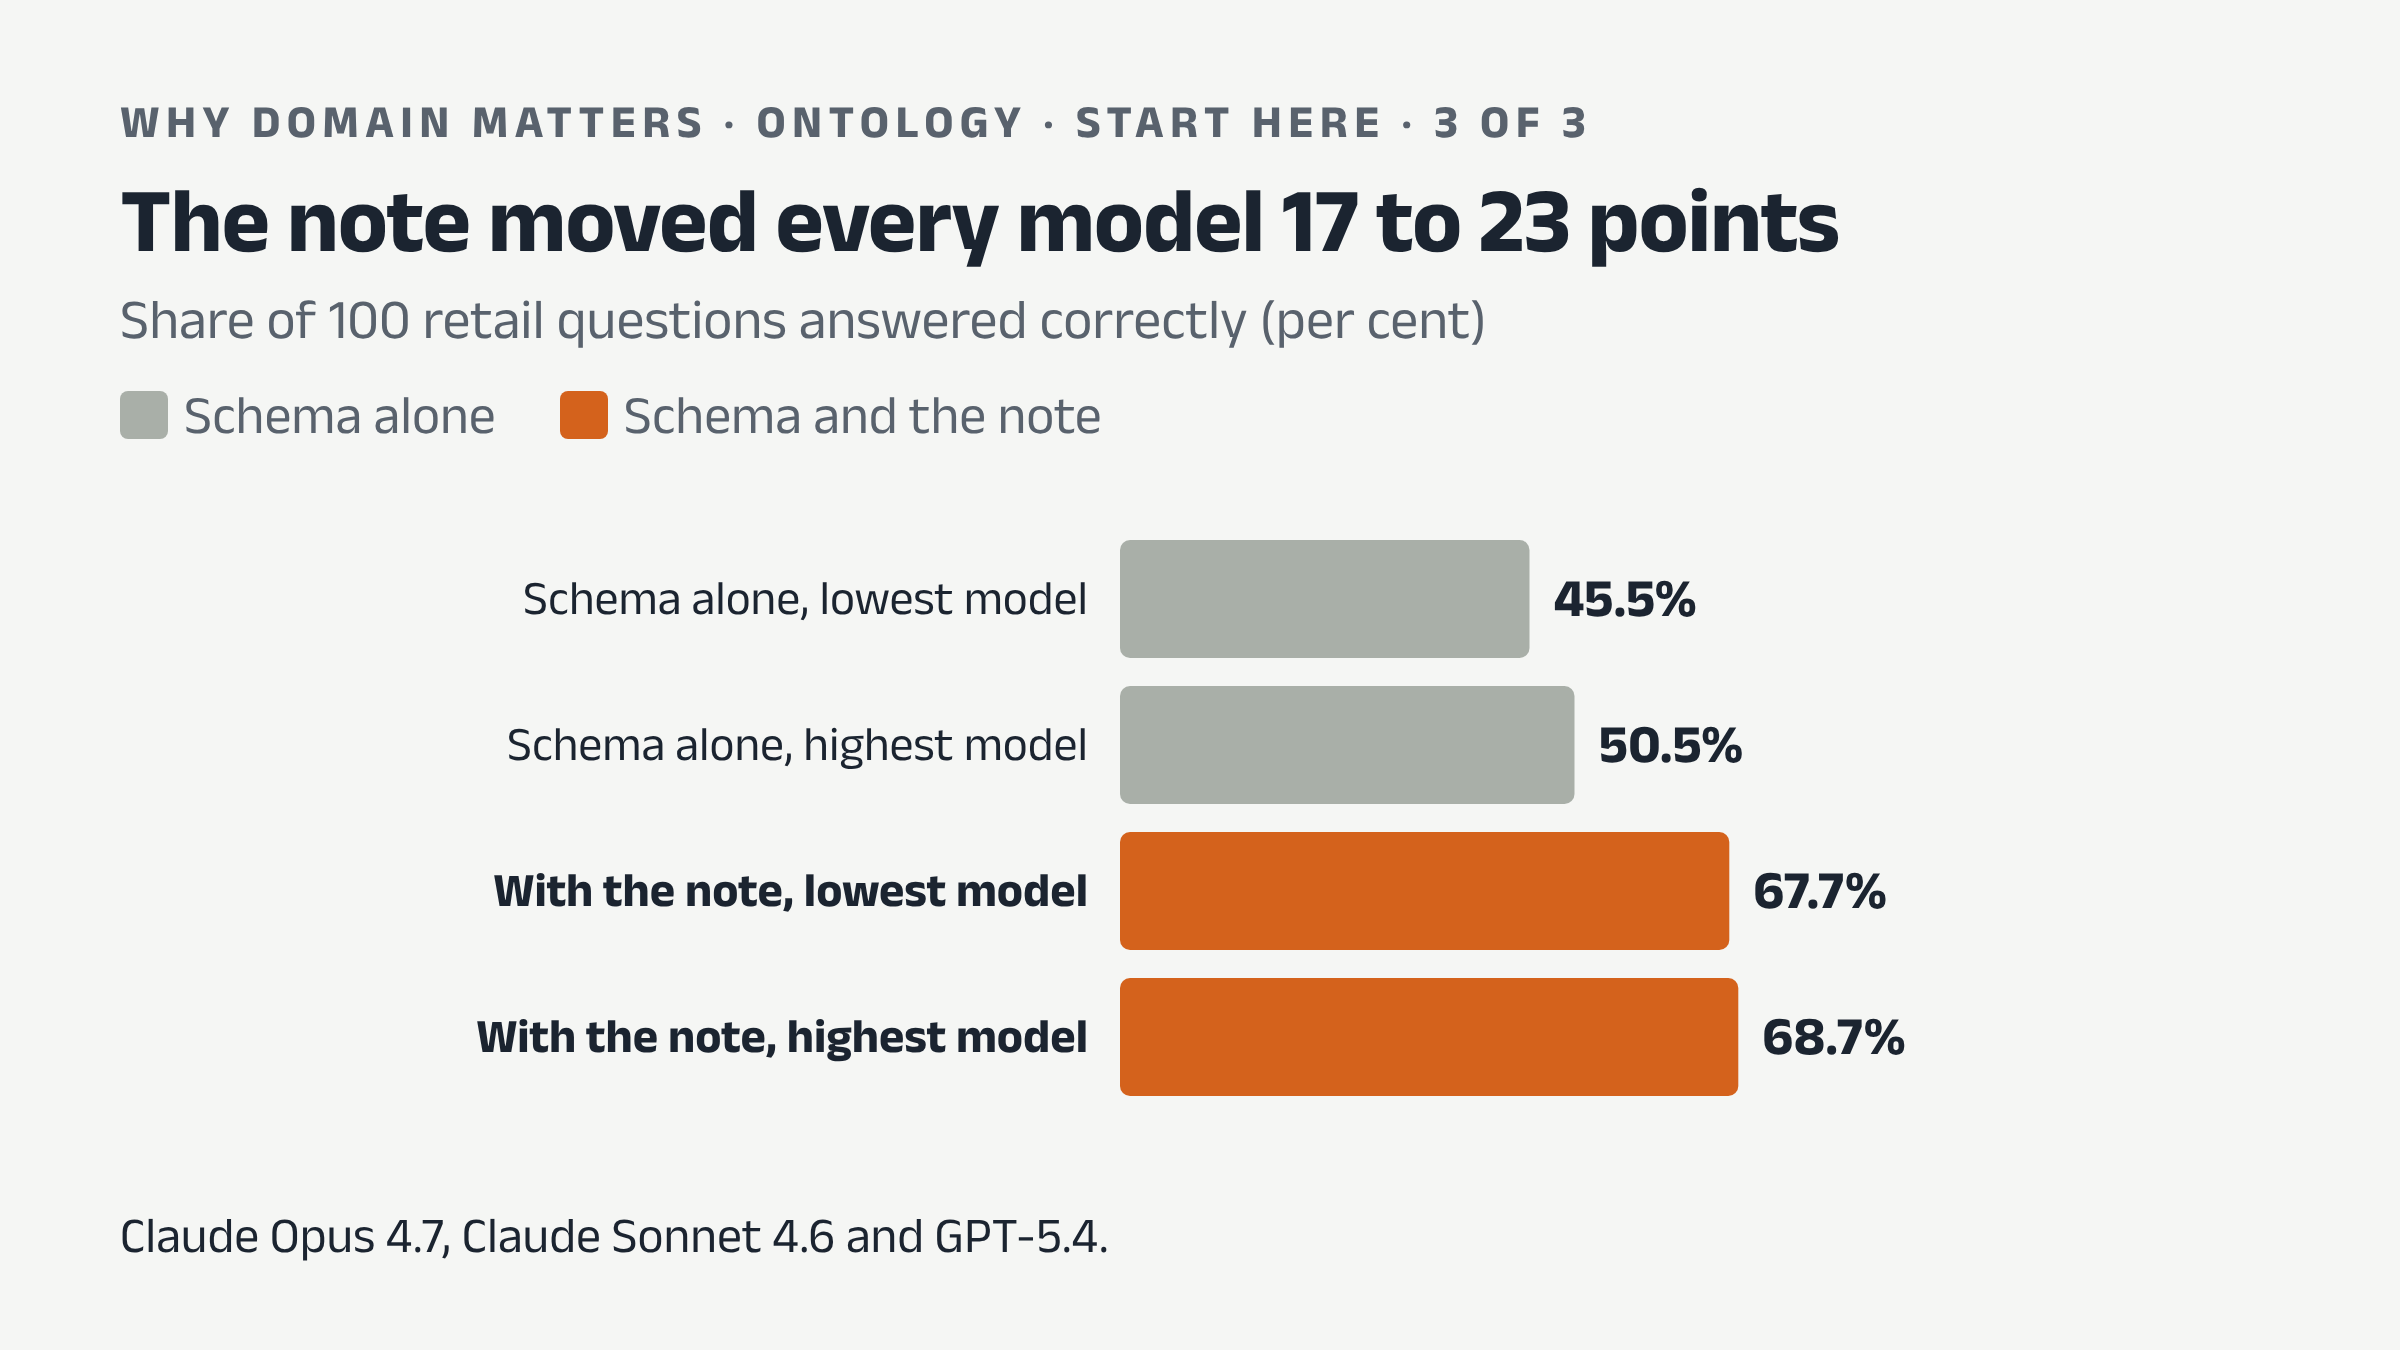 WHY DOMAIN MATTERS · ONTOLOGY · START HERE · 3 OF 3
The note moved every model 17 to 23 points
Share of 100 retail questions answered correctly (per cent)
Schema alone
Schema and the note
Schema alone, lowest model 45.5%
Schema alone, highest model 50.5%
With the note, lowest model 67.7%
With the note, highest model 68.7%
Claude Opus 4.7, Claude Sonnet 4.6 and GPT-5.4.